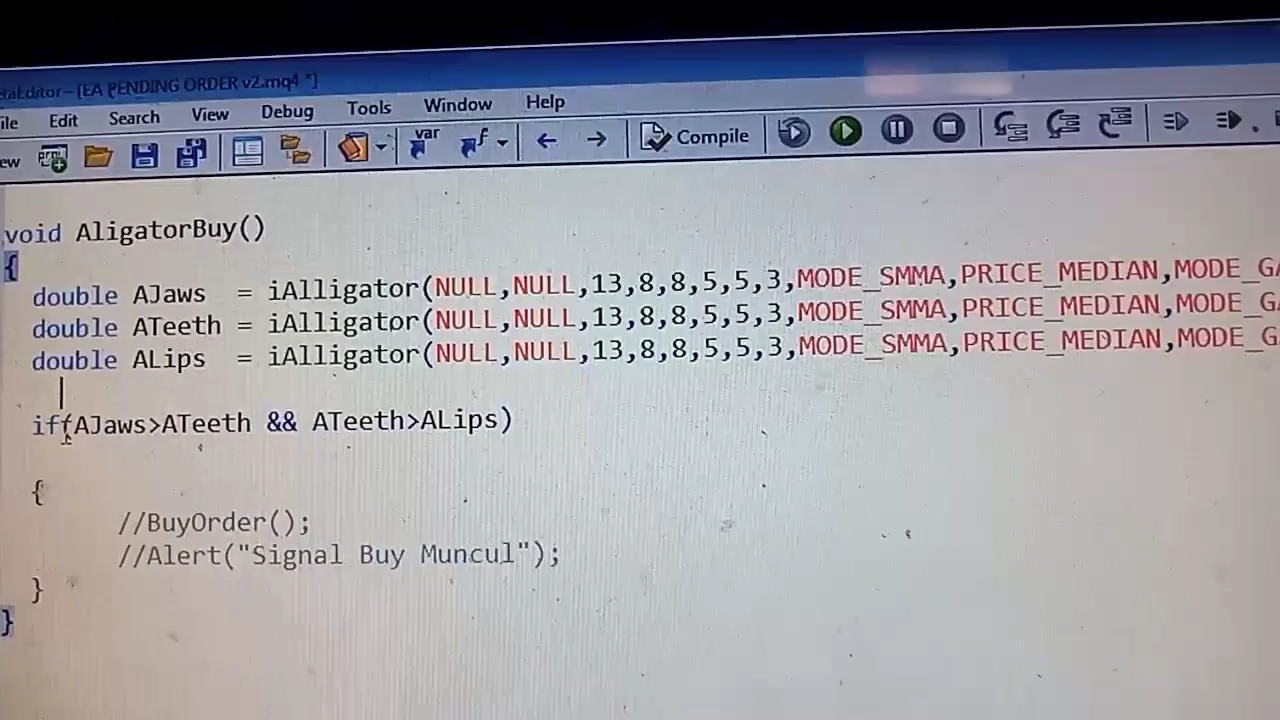 etaEditor - [EA PENDING ORDER v2.mq4 *]
ile Edit Search View Debug Tools Window Help
ew var f Compile
void AligatorBuy()
{
double AJaws = iAlligator(NULL,NULL,13,8,8,5,5,3,MODE_SMMA,PRICE_MEDIAN,MODE_GA
double ATeeth = iAlligator(NULL,NULL,13,8,8,5,5,3,MODE_SMMA,PRICE_MEDIAN,MODE_GA
double ALips = iAlligator(NULL,NULL,13,8,8,5,5,3,MODE_SMMA,PRICE_MEDIAN,MODE_G
if(AJaws>ATeeth && ATeeth>ALips)
{
//BuyOrder();
//Alert("Signal Buy Muncul");
}
}